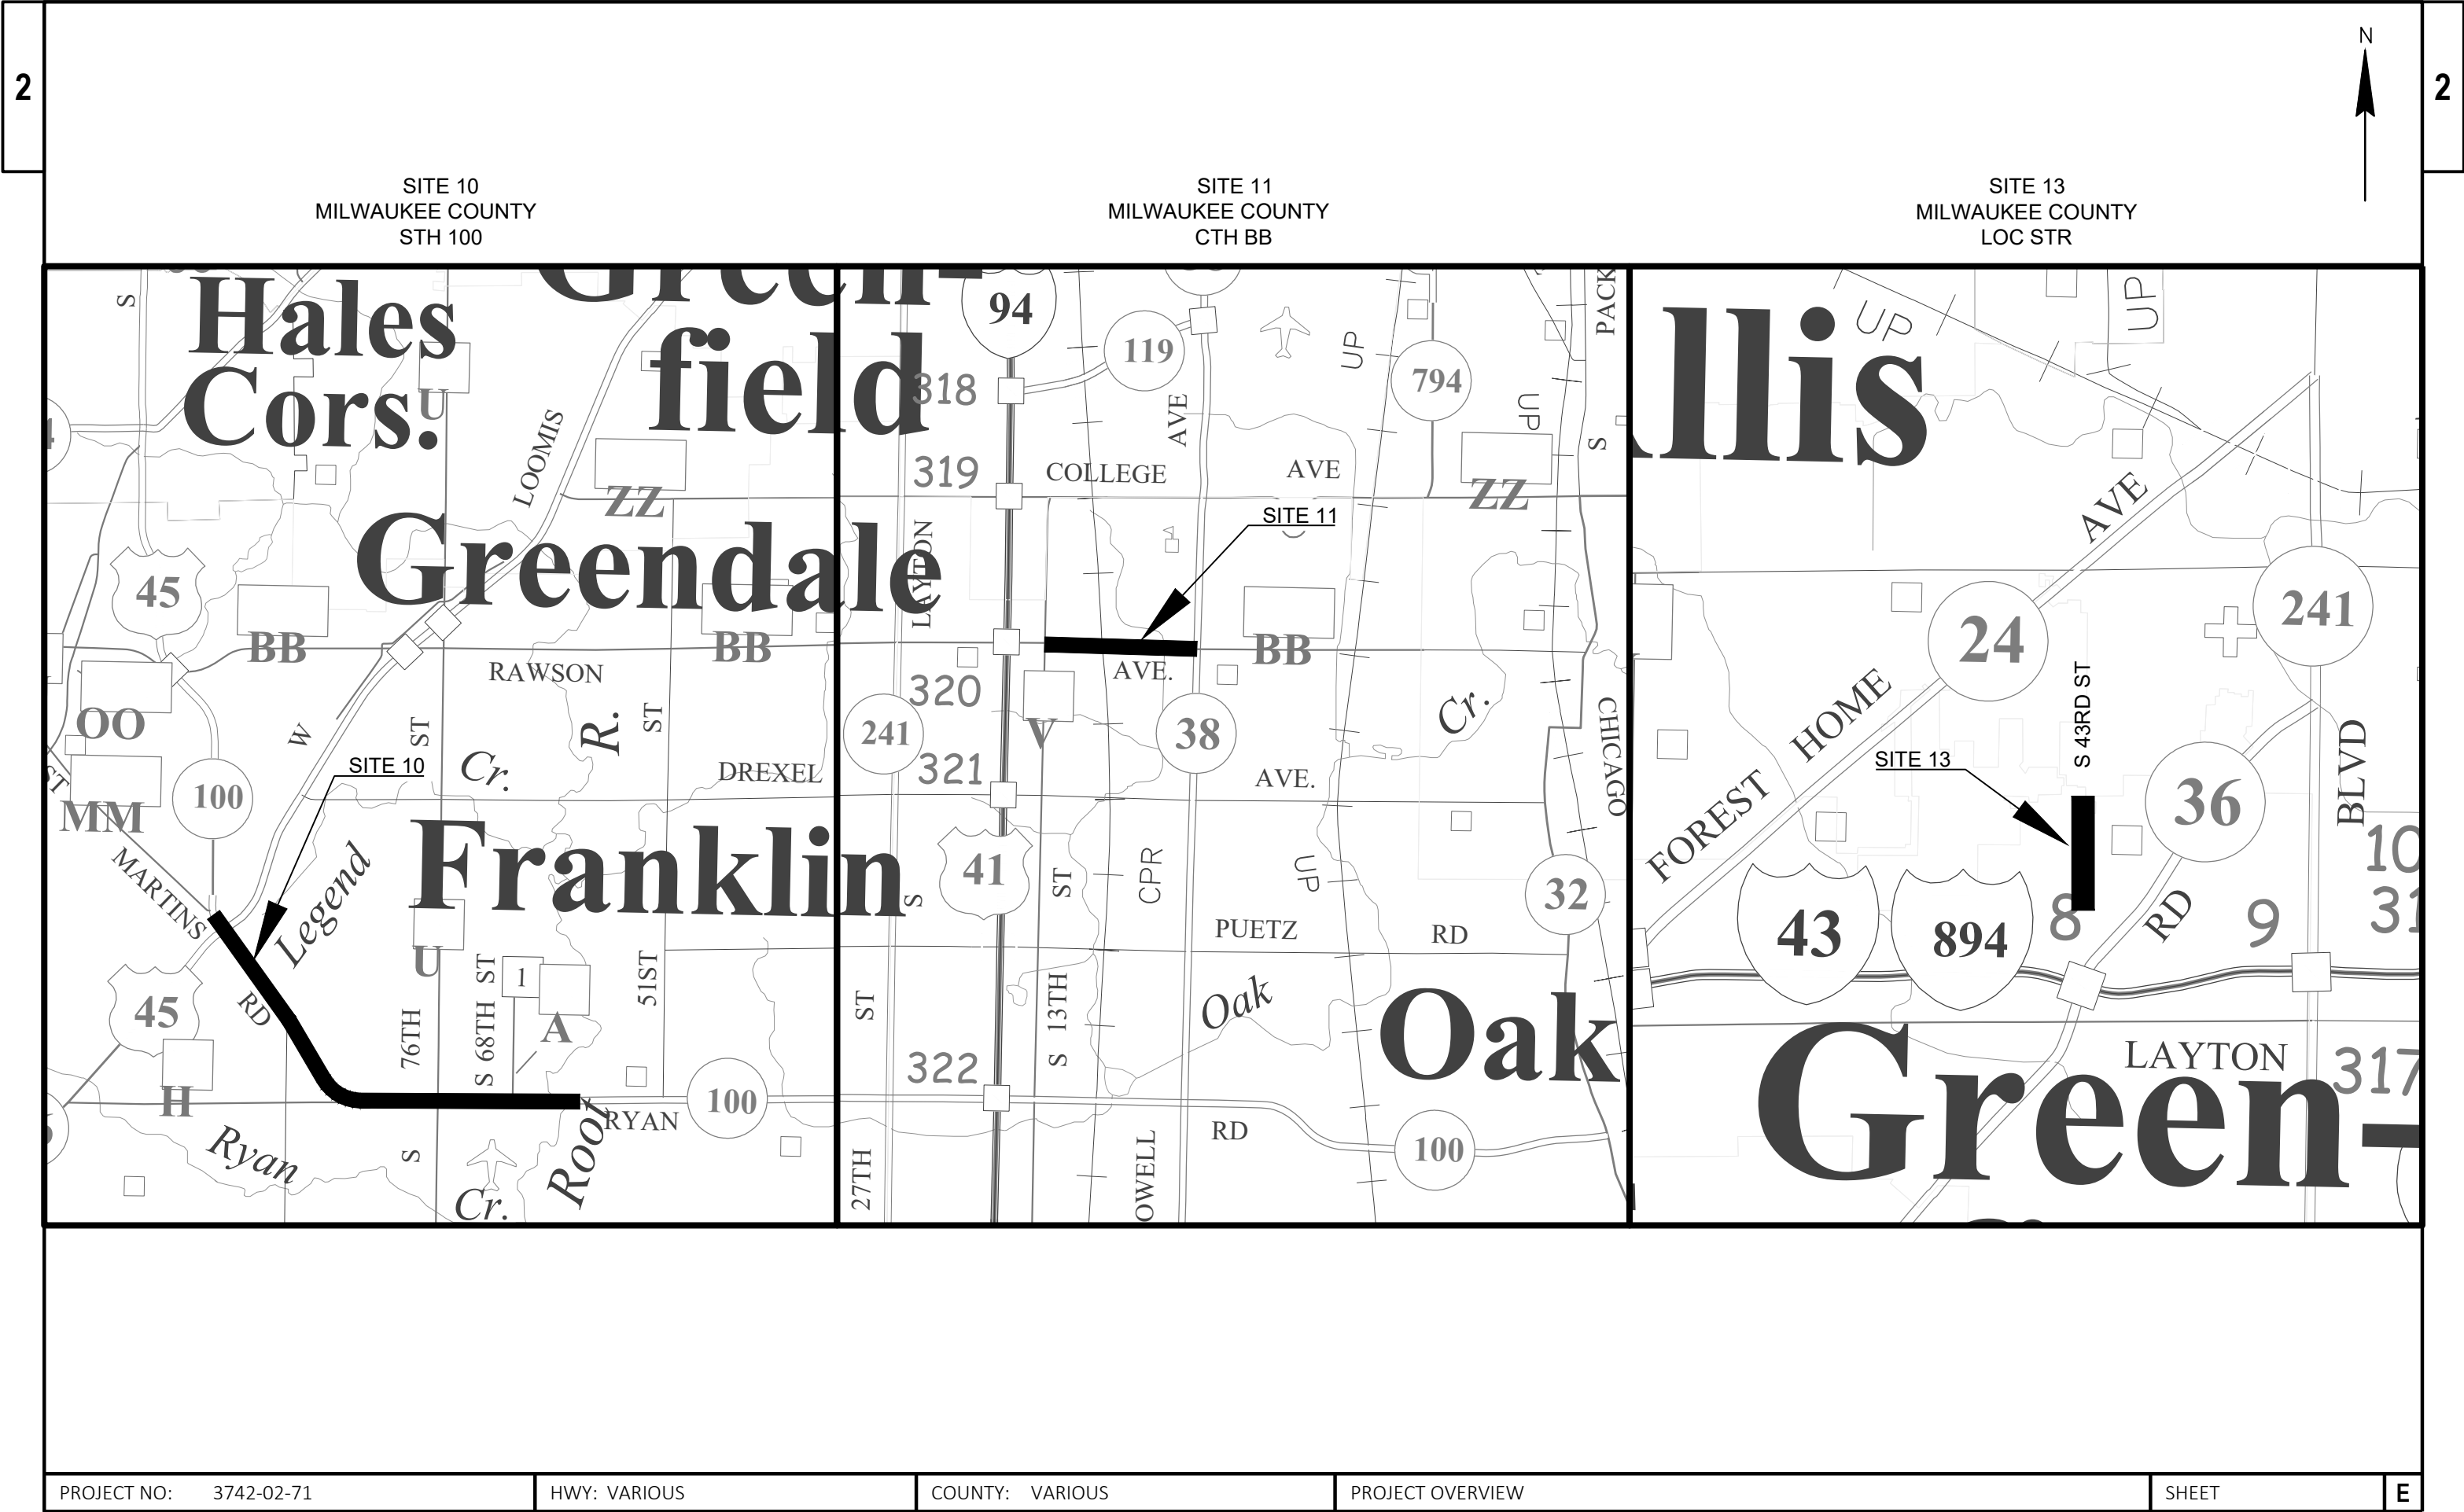 2
2
N
SITE 10
MILWAUKEE COUNTY
STH 100
SITE 11
MILWAUKEE COUNTY
CTH BB
SITE 13
MILWAUKEE COUNTY
LOC STR
Hales
Cors.
Green-
field
Greendale
Franklin
S
U
LOOMIS
ZZ
45
BB
BB
RAWSON
OO
W
ST
R.
ST
Cr.
DREXEL
SITE 10
100
MM
ST
MARTINS
Legend
RD
U
1
A
S 68TH ST
51ST
76TH
45
H
Ryan
S
Cr.
Root
RYAN
100
94
119
318
AVE
UP
794
UP
PACK
S
319
COLLEGE
AVE
ZZ
SITE 11
LAYTON
BB
AVE.
320
241
V
38
321
AVE.
Cr.
CHICAGO
41
ST
CPR
UP
32
S
PUETZ
RD
ST
S 13TH
Oak
Oak
322
RD
100
27TH
OWELL
llis
UP
UP
AVE
24
241
FOREST HOME
S 43RD ST
SITE 13
36
BLVD
43
894
8
RD
9
10
31
LAYTON
317
Green-
PROJECT NO: 3742-02-71
HWY: VARIOUS
COUNTY: VARIOUS
PROJECT OVERVIEW
SHEET
E